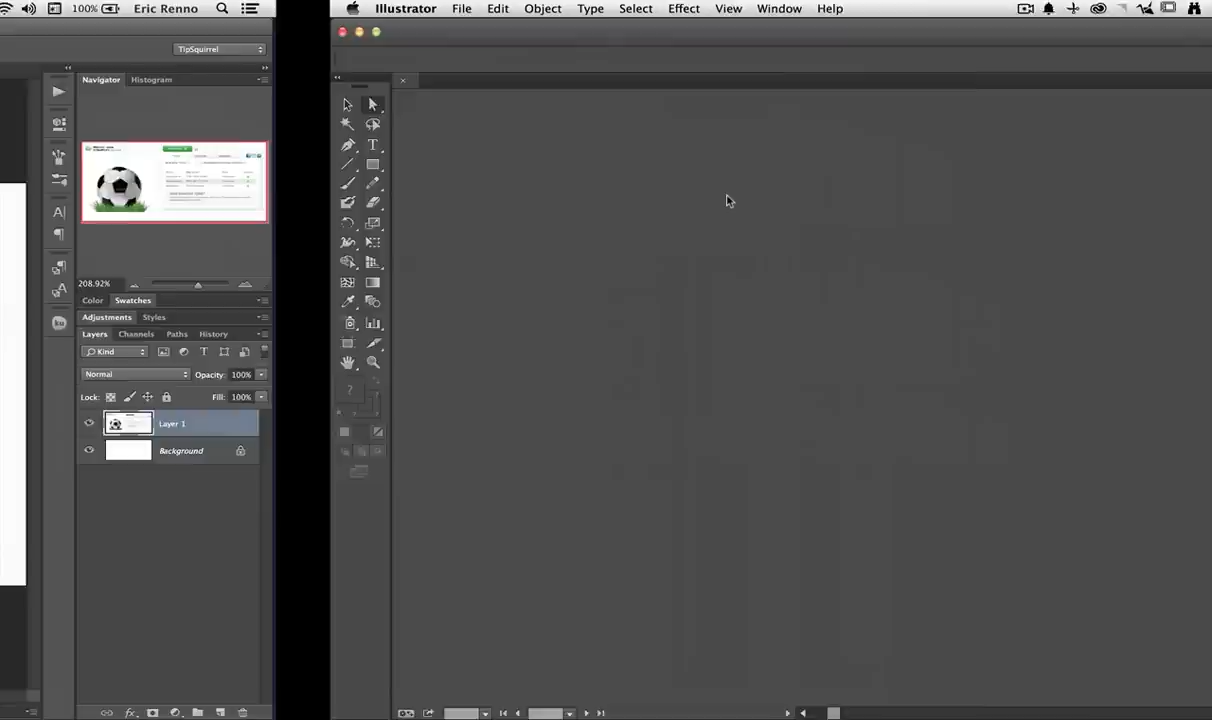 100%
Eric Renno
TipSquirrel
Navigator
Histogram
208.92%
Color
Swatches
Adjustments
Styles
Layers
Channels
Paths
History
Kind
Normal
Opacity: 100%
Lock:
Fill: 100%
Layer 1
Background
Illustrator File Edit Object Type Select Effect View Window Help